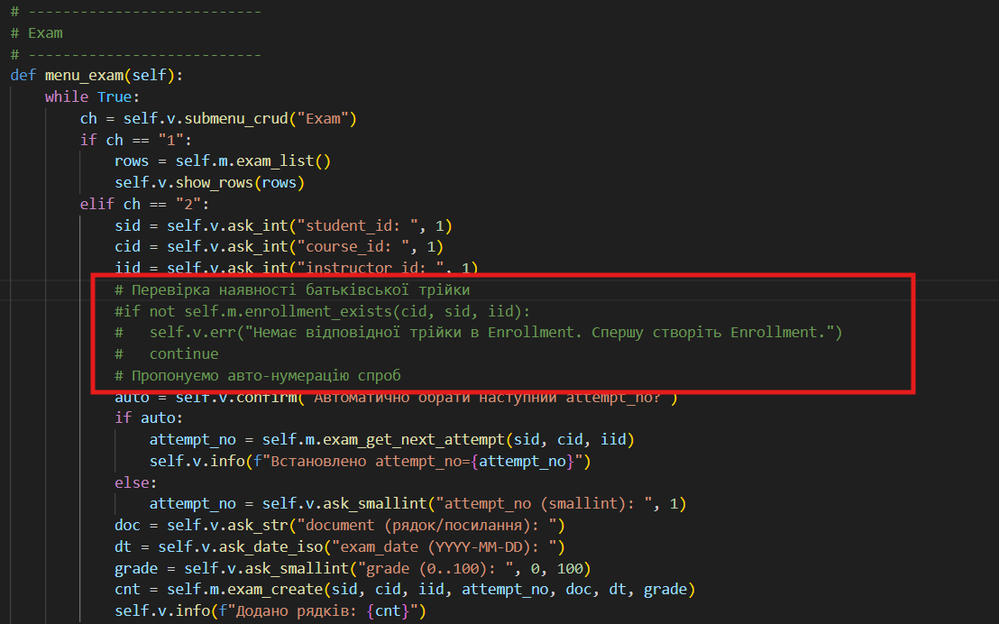 # ---------------------------
# Exam
# ---------------------------
def menu_exam(self):
    while True:
        ch = self.v.submenu_crud("Exam")
        if ch == "1":
            rows = self.m.exam_list()
            self.v.show_rows(rows)
        elif ch == "2":
            sid = self.v.ask_int("student_id: ", 1)
            cid = self.v.ask_int("course_id: ", 1)
            iid = self.v.ask_int("instructor_id: ", 1)
            # Перевірка наявності батьківської трійки
            #if not self.m.enrollment_exists(cid, sid, iid):
            #   self.v.err("Немає відповідної трійки в Enrollment. Спершу створіть Enrollment.")
            #   continue
            # Пропонуємо авто-нумерацію спроб
            auto = self.v.confirm("Автоматично обрати наступний attempt_no?")
            if auto:
                attempt_no = self.m.exam_get_next_attempt(sid, cid, iid)
                self.v.info(f"Встановлено attempt_no={attempt_no}")
            else:
                attempt_no = self.v.ask_smallint("attempt_no (smallint): ", 1)
            doc = self.v.ask_str("document (рядок/посилання): ")
            dt = self.v.ask_date_iso("exam_date (YYYY-MM-DD): ")
            grade = self.v.ask_smallint("grade (0..100): ", 0, 100)
            cnt = self.m.exam_create(sid, cid, iid, attempt_no, doc, dt, grade)
            self.v.info(f"Додано рядків: {cnt}")